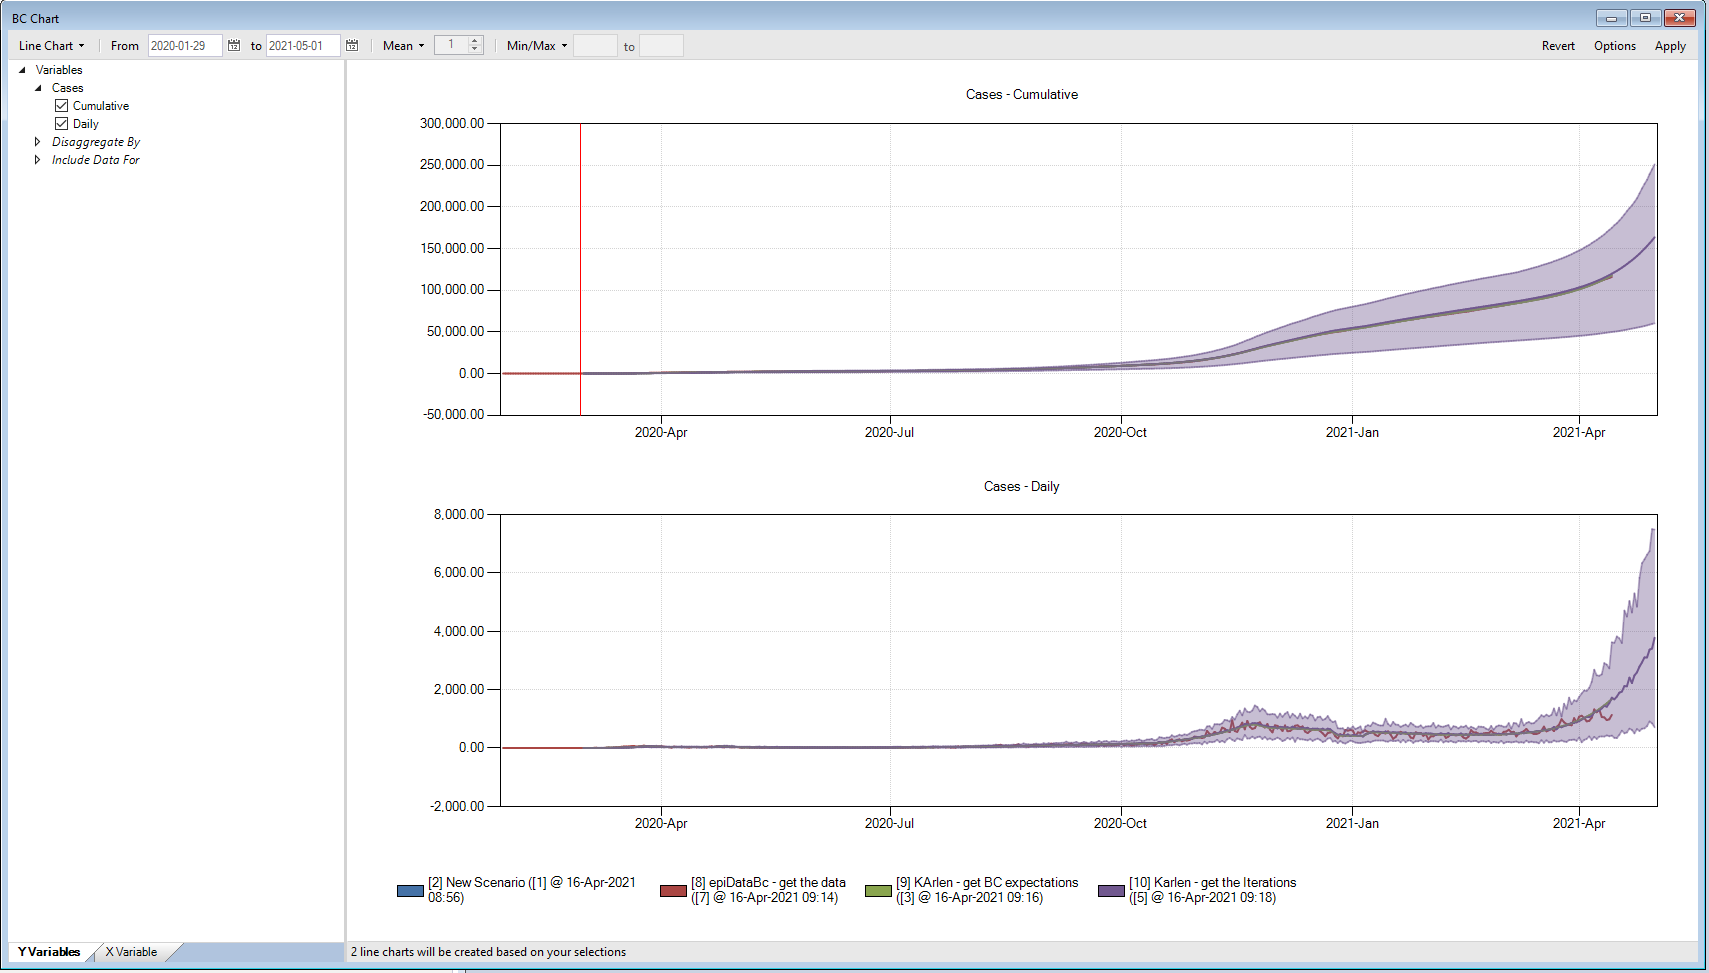 BC Chart
Line Chart From 2020-01-29 12 to 2021-05-01 12 Mean 1 Min/Max to Revert Options Apply
Variables
Cases
Cumulative
Daily
Disaggregate By
Include Data For
Cases - Cumulative
300,000.00
250,000.00
200,000.00
150,000.00
100,000.00
50,000.00
0.00
-50,000.00
2020-Apr 2020-Jul 2020-Oct 2021-Jan 2021-Apr
Cases - Daily
8,000.00
6,000.00
4,000.00
2,000.00
0.00
-2,000.00
2020-Apr 2020-Jul 2020-Oct 2021-Jan 2021-Apr
[2] New Scenario ([1] @ 16-Apr-2021
08:56)
[8] epiDataBc - get the data
([7] @ 16-Apr-2021 09:14)
[9] KArlen - get BC expectations
([3] @ 16-Apr-2021 09:16)
[10] Karlen - get the Iterations
([5] @ 16-Apr-2021 09:18)
Y Variables X Variable
2 line charts will be created based on your selections